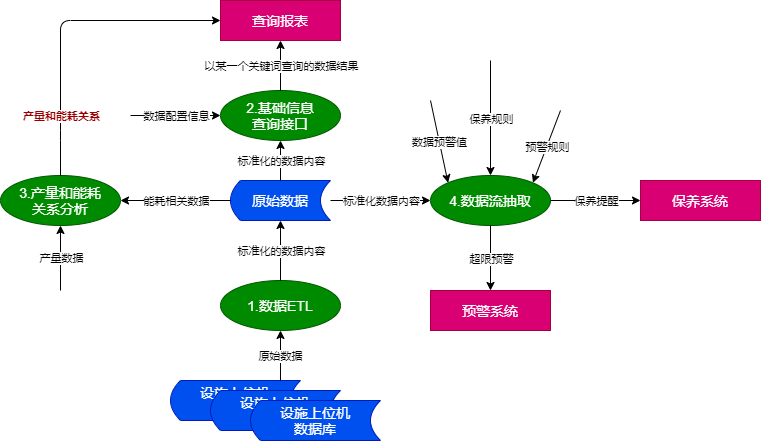 查询报表
以某一个关键词查询的数据结果
产量和能耗关系
数据配置信息
2.基础信息
查询接口
保养规则
数据预警值
预警规则
标准化的数据内容
3.产量和能耗
关系分析
能耗相关数据
原始数据
标准化数据内容
4.数据流抽取
保养提醒
保养系统
产量数据
标准化的数据内容
超限预警
1.数据ETL
预警系统
原始数据
设施上位机
设施上位机
设施上位机
数据库